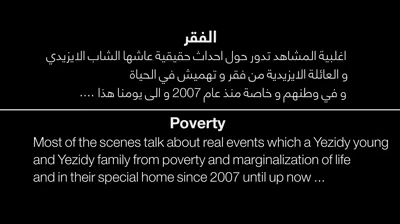 الفقر
اغلبية المشاهد تدور حول احداث حقيقية عاشها الشاب الايزيدي
و العائلة الايزيدية من فقر و تهميش في الحياة
و في وطنهم و خاصة منذ عام 2007 و الى يومنا هذا ....
Poverty
Most of the scenes talk about real events which a Yezidy young
and Yezidy family from poverty and marginalization of life
and in their special home since 2007 until up now ...